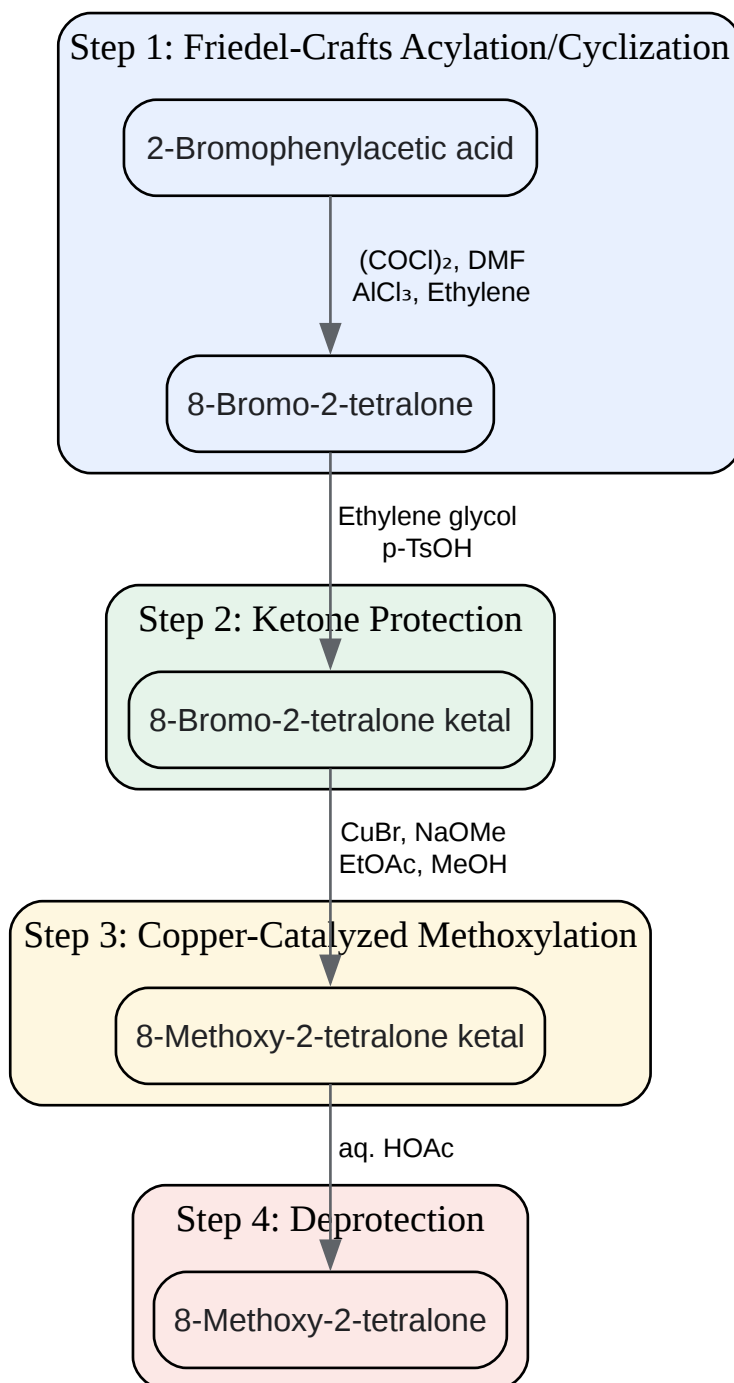 Step 1: Friedel-Crafts Acylation/Cyclization
2-Bromophenylacetic acid
(COCl)₂, DMF
AlCl₃, Ethylene
8-Bromo-2-tetralone
Ethylene glycol
p-TsOH
Step 2: Ketone Protection
8-Bromo-2-tetralone ketal
CuBr, NaOMe
EtOAc, MeOH
Step 3: Copper-Catalyzed Methoxylation
8-Methoxy-2-tetralone ketal
aq. HOAc
Step 4: Deprotection
8-Methoxy-2-tetralone